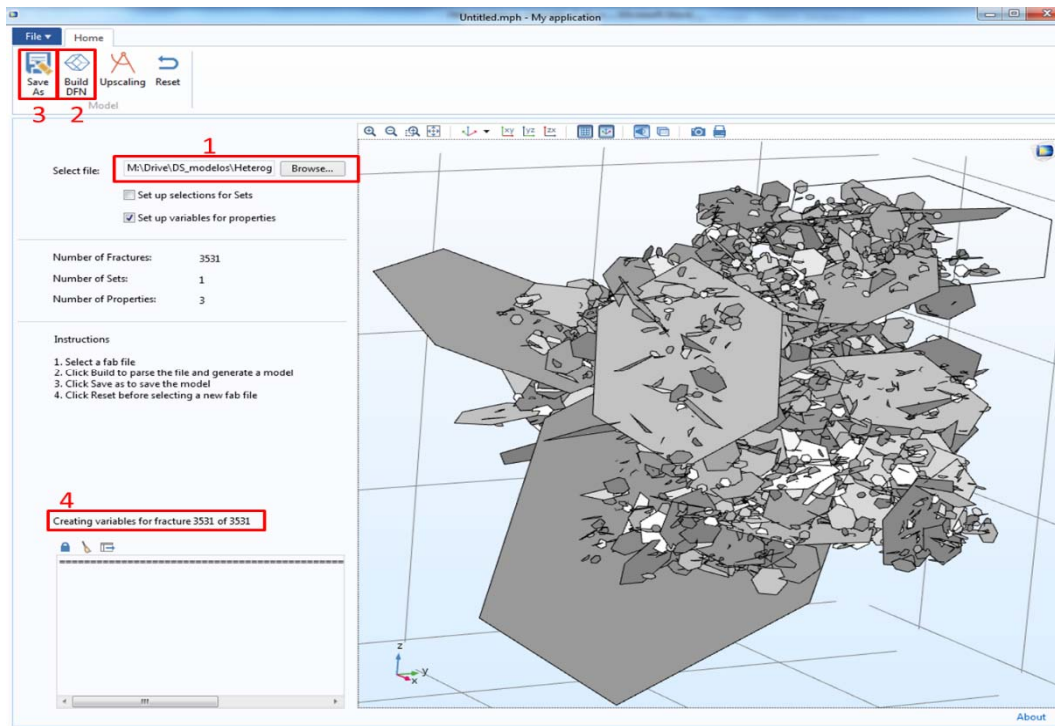 Untitled.mph - My application
File Home
Save As
Build DFN
Upscaling
Reset
3 2 Model
1
Select file: M:\Drive\DS_modelos\Heterog Browse...
Set up selections for Sets
Set up variables for properties
Number of Fractures: 3531
Number of Sets: 1
Number of Properties: 3
Instructions
1. Select a fab file
2. Click Build to parse the file and generate a model
3. Click Save as to save the model
4. Click Reset before selecting a new fab file
4
Creating variables for fracture 3531 of 3531
xy yz zx
z
y
x
About